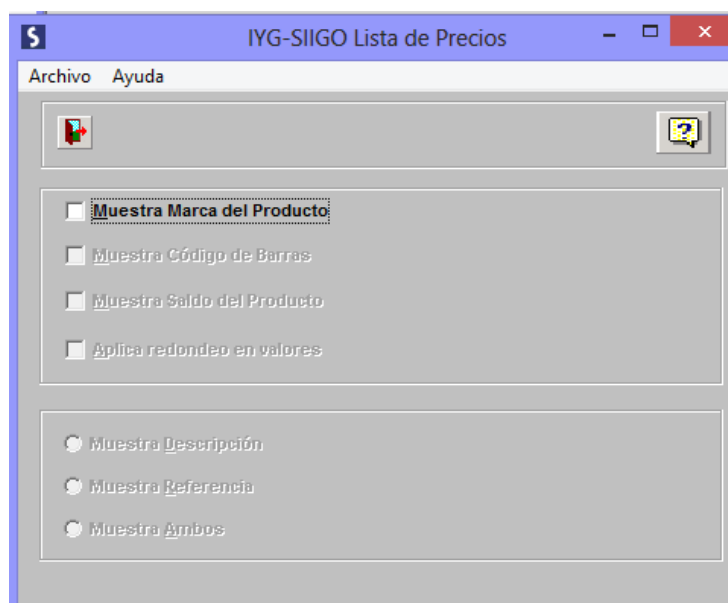 IYG-SIIGO Lista de Precios
Archivo Ayuda
Muestra Marca del Producto
Muestra Código de Barras
Muestra Saldo del Producto
Aplica redondeo en valores
Muestra Descripción
Muestra Referencia
Muestra Ambos